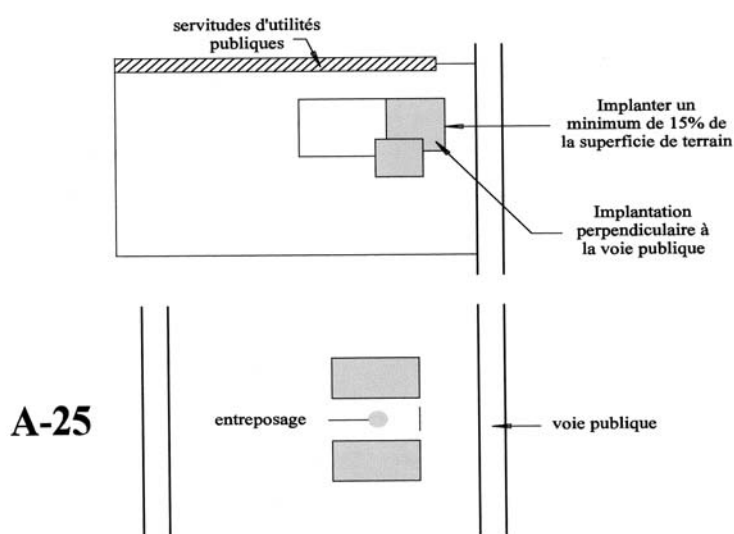 servitudes d'utilités
publiques
Implanter un
minimum de 15% de
la superficie de terrain
Implantation
perpendiculaire à
la voie publique
A-25
entreposage
voie publique